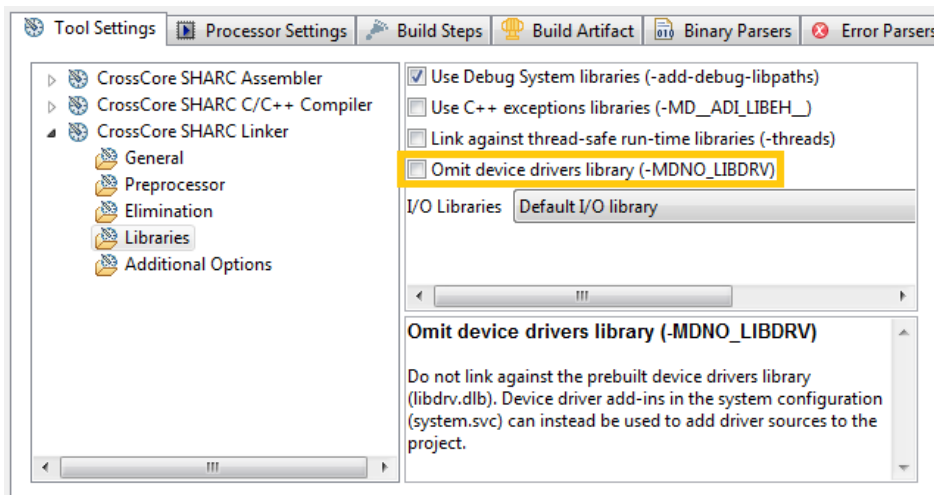 Tool Settings Processor Settings Build Steps Build Artifact Binary Parsers Error Parsers
CrossCore SHARC Assembler
CrossCore SHARC C/C++ Compiler
CrossCore SHARC Linker
General
Preprocessor
Elimination
Libraries
Additional Options
Use Debug System libraries (-add-debug-libpaths)
Use C++ exceptions libraries (-MD__ADI_LIBEH__)
Link against thread-safe run-time libraries (-threads)
Omit device drivers library (-MDNO_LIBDRV)
I/O Libraries Default I/O library
Omit device drivers library (-MDNO_LIBDRV)
Do not link against the prebuilt device drivers library
(libdrv.dlb). Device driver add-ins in the system configuration
(system.svc) can instead be used to add driver sources to the
project.